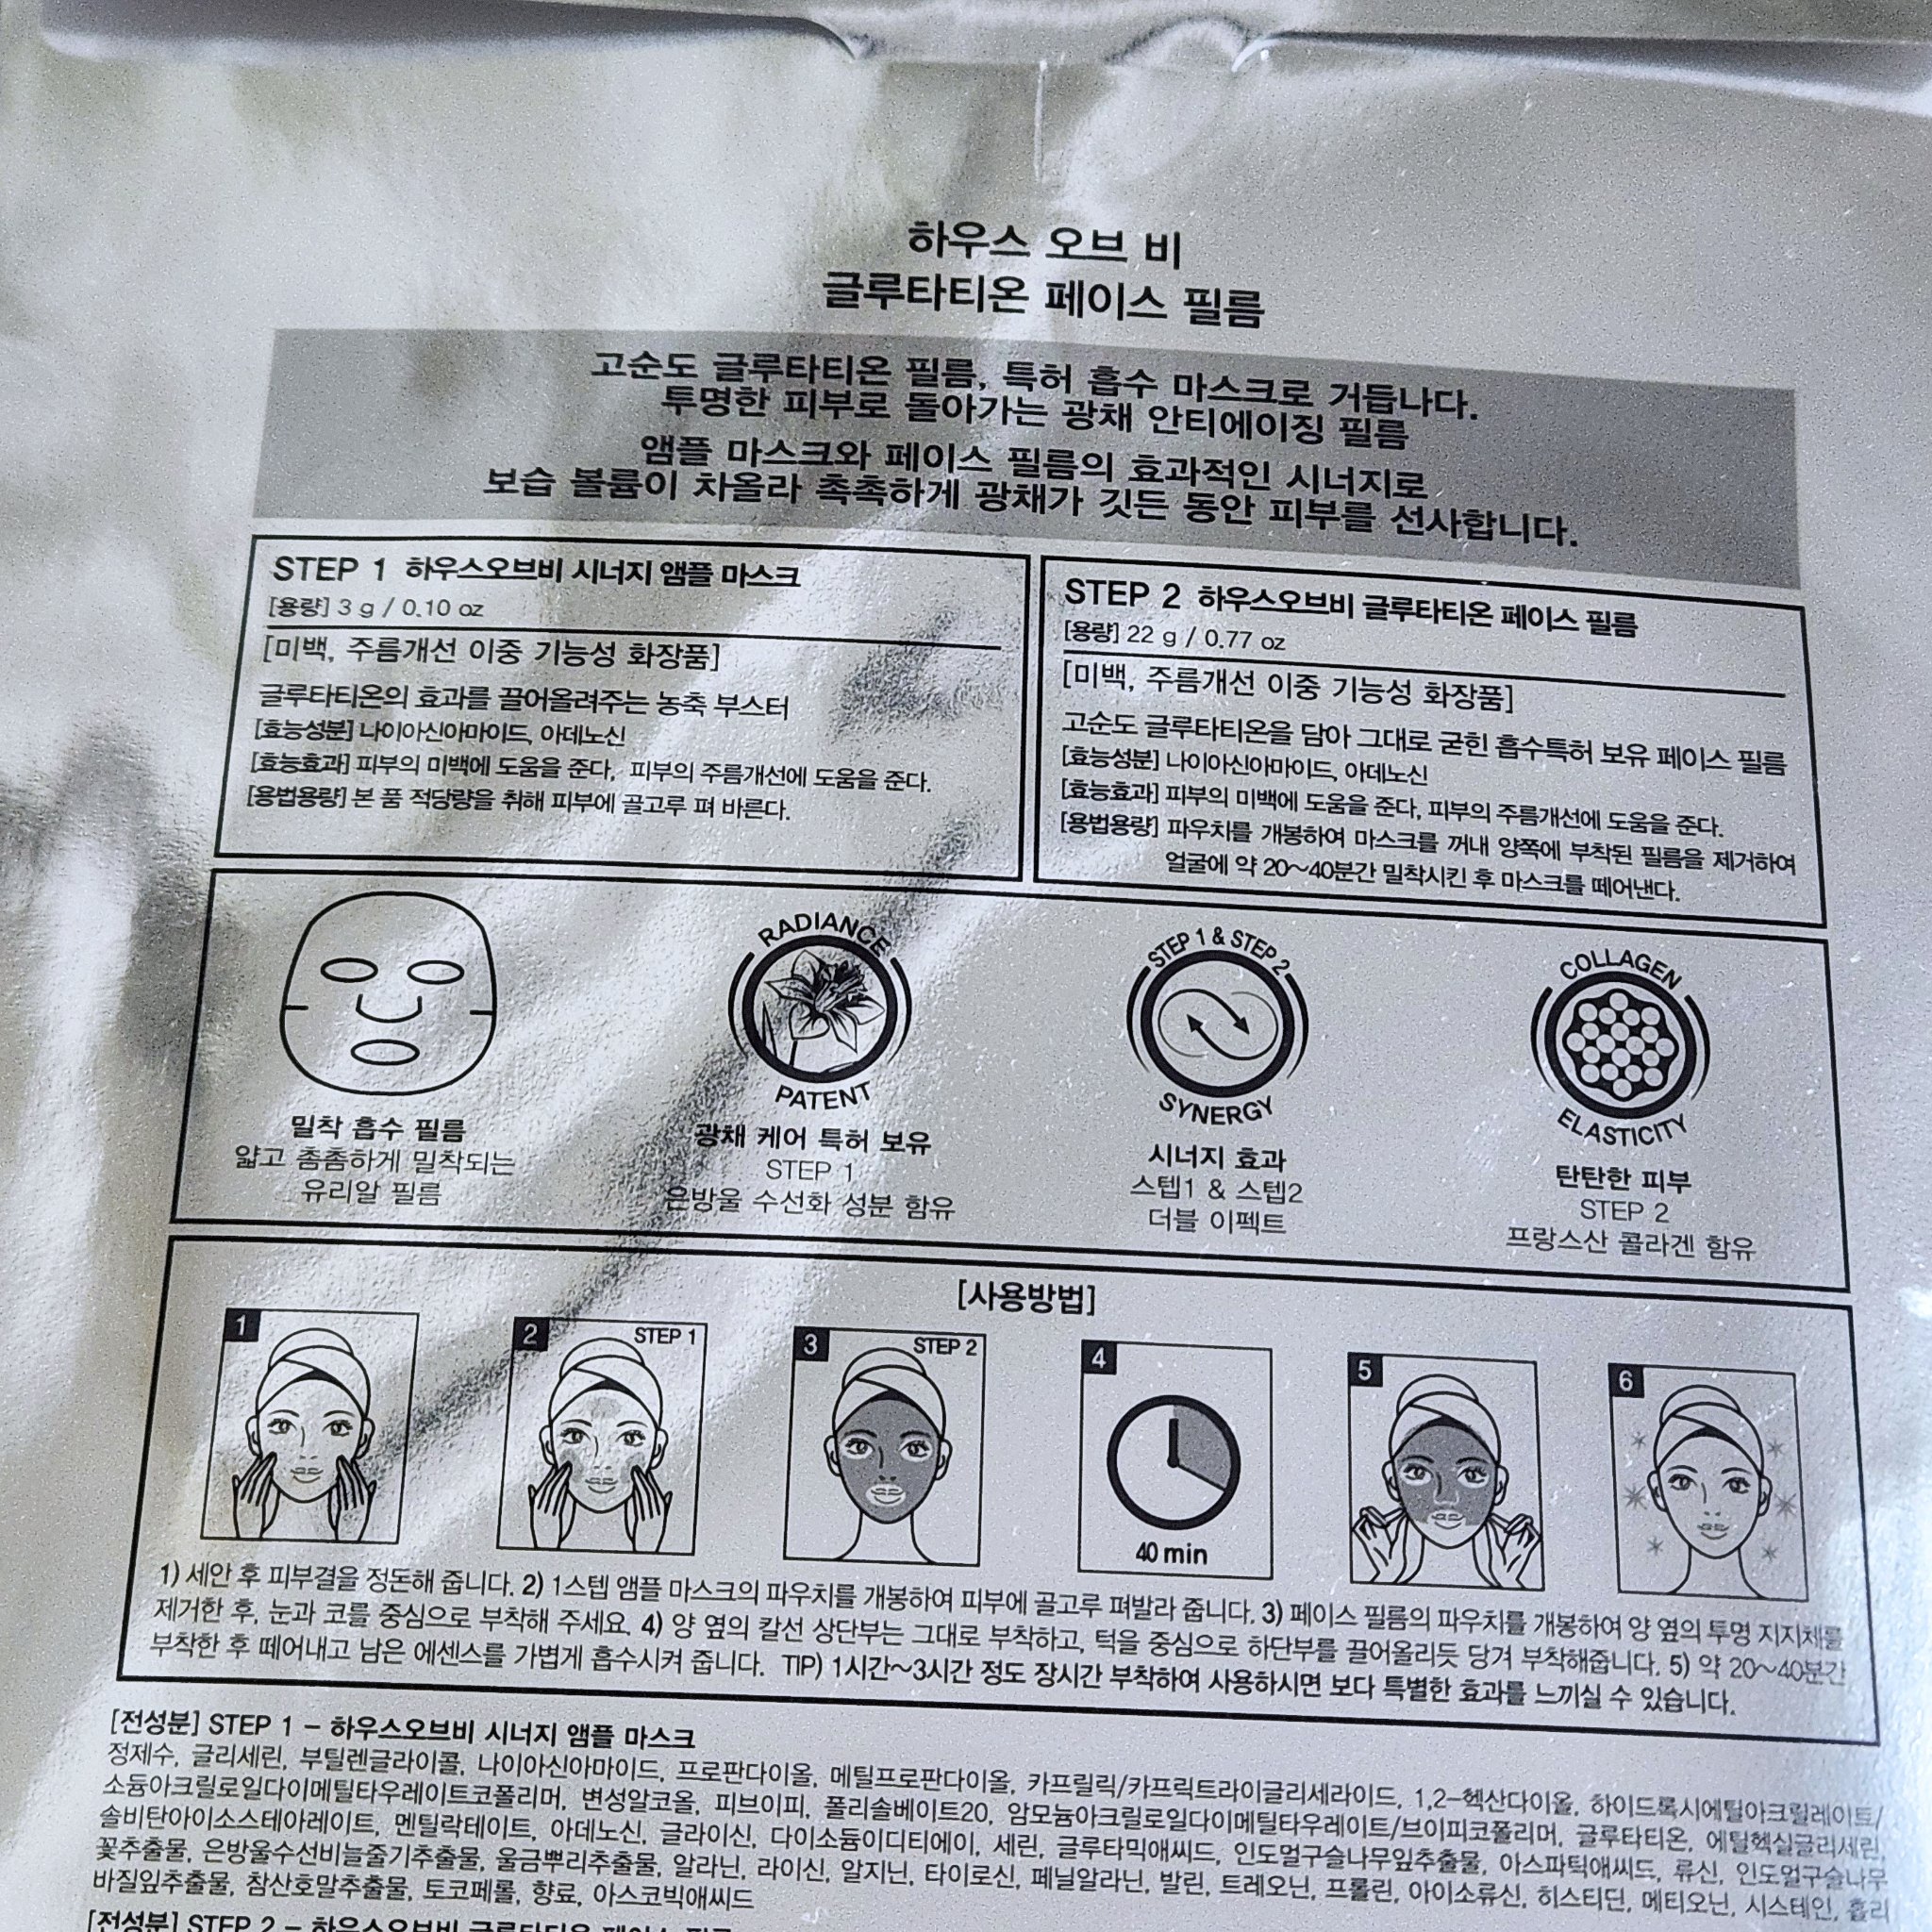 하우스 오브 비
글루타티온 페이스 필름
고순도 글루타티온 필름, 특허 흡수 마스크로 거듭나다.
투명한 피부로 돌아가는 광채 안티에이징 필름
앰플 마스크와 페이스 필름의 효과적인 시너지로
보습 볼륨이 차올라 촉촉하게 광채가 깃든 동안 피부를 선사합니다.
STEP 1 하우스오브비 시너지 앰플 마스크
[용량] 3 g / 0.10 oz
[미백, 주름개선 이중 기능성 화장품]
글루타티온의 효과를 끌어올려주는 농축 부스터
[효능성분] 나이아신아마이드, 아데노신
[효능효과] 피부의 미백에 도움을 준다, 피부의 주름개선에 도움을 준다.
[용법용량] 본 품 적당량을 취해 피부에 골고루 펴 바른다.
STEP 2 하우스오브비 글루타티온 페이스 필름
[용량] 22 g / 0.77 oz
[미백, 주름개선 이중 기능성 화장품]
고순도 글루타티온을 담아 그대로 굳힌 흡수특허 보유 페이스 필름
[효능성분] 나이아신아마이드, 아데노신
[효능효과] 피부의 미백에 도움을 준다, 피부의 주름개선에 도움을 준다.
[용법용량] 파우치를 개봉하여 마스크를 꺼내 양쪽에 부착된 필름을 제거하여
얼굴에 약 20~40분간 밀착시킨 후 마스크를 떼어낸다.
밀착 흡수 필름
얇고 촘촘하게 밀착되는
유리알 필름
RADIANCE
PATENT
광채 케어 특허 보유
STEP 1
은방울 수선화 성분 함유
STEP 1 & STEP 2
SYNERGY
시너지 효과
스텝1 & 스텝2
더블 이펙트
COLLAGEN
ELASTICITY
탄탄한 피부
STEP 2
프랑스산 콜라겐 함유
[사용방법]
1
2 STEP 1
3 STEP 2
4
40 min
5
6
1) 세안 후 피부결을 정돈해 줍니다. 2) 1스텝 앰플 마스크의 파우치를 개봉하여 피부에 골고루 펴발라 줍니다. 3) 페이스 필름의 파우치를 개봉하여 양 옆의 투명 지지체를
제거한 후, 눈과 코를 중심으로 부착해 주세요. 4) 양 옆의 칼선 상단부는 그대로 부착하고, 턱을 중심으로 하단부를 끌어올리듯 당겨 부착해줍니다. 5) 약 20~40분간
부착한 후 떼어내고 남은 에센스를 가볍게 흡수시켜 줍니다. TIP) 1시간~3시간 정도 장시간 부착하여 사용하시면 보다 특별한 효과를 느끼실 수 있습니다.
[전성분] STEP 1 - 하우스오브비 시너지 앰플 마스크
정제수, 글리세린, 부틸렌글라이콜, 나이아신아마이드, 프로판다이올, 메틸프로판다이올, 카프릴릭/카프릭트라이글리세라이드, 1,2-헥산다이올, 하이드록시에틸아크릴레이트/
소듐아크릴로일다이메틸타우레이트코폴리머, 변성알코올, 피브이피, 폴리솔베이트20, 암모늄아크릴로일다이메틸타우레이트/브이피코폴리머, 글루타티온, 에틸헥실글리세린,
솔비탄아이소스테아레이트, 멘틸락테이트, 아데노신, 글라이신, 다이소듐이디티에이, 세린, 글루타믹애씨드, 인도멀구슬나무잎추출물, 아스파틱애씨드, 류신, 인도멀구슬나무
꽃추출물, 은방울수선비늘줄기추출물, 울금뿌리추출물, 알라닌, 라이신, 알지닌, 타이로신, 페닐알라닌, 발린, 트레오닌, 프롤린, 아이소류신, 히스티딘, 메티오닌, 시스테인, 홀리
바질잎추출물, 참산호말추출물, 토코페롤, 향료, 아스코빅애씨드
[전성분] STEP 2 - 하우스오브비 글루타티온 페이스 필름